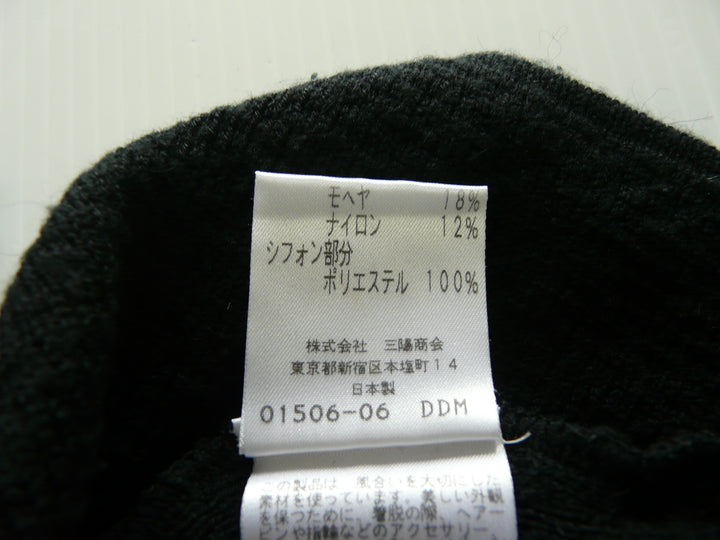 モヘヤ 18%
ナイロン 12%
シフォン部分
ポリエステル 100%
株式会社 三陽商会
東京都新宿区本塩町14
日本製
01506-06 DDM
この製品は 風合いを大切にした
素材を使っています。美しい外観
を保つために、着脱の際、ヘアー
ピンや指輪などのアクセサリー、